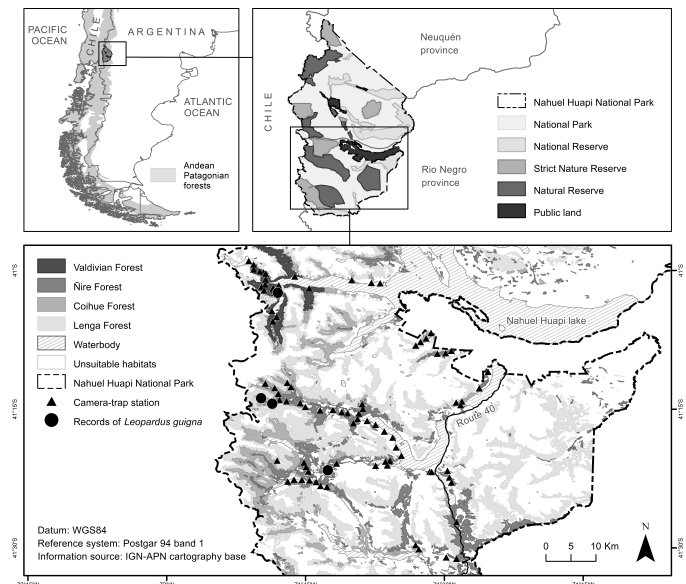 PACIFIC
OCEAN
CHILE
ARGENTINA
ATLANTIC
OCEAN
Andean
Patagonian
forests
CHILE
Neuquén
province
Rio Negro
province
Nahuel Huapi National Park
National Park
National Reserve
Strict Nature Reserve
Natural Reserve
Public land
41°S
41°15'S
41°30'S
Valdivian Forest
Ñire Forest
Coihue Forest
Lenga Forest
Waterbody
Unsuitable habitats
Nahuel Huapi National Park
Camera-trap station
Records of Leopardus guigna
Nahuel Huapi lake
Route 40
Datum: WGS84
Reference system: Postgar 94 band 1
Information source: IGN-APN cartography base
N
0 5 10 Km